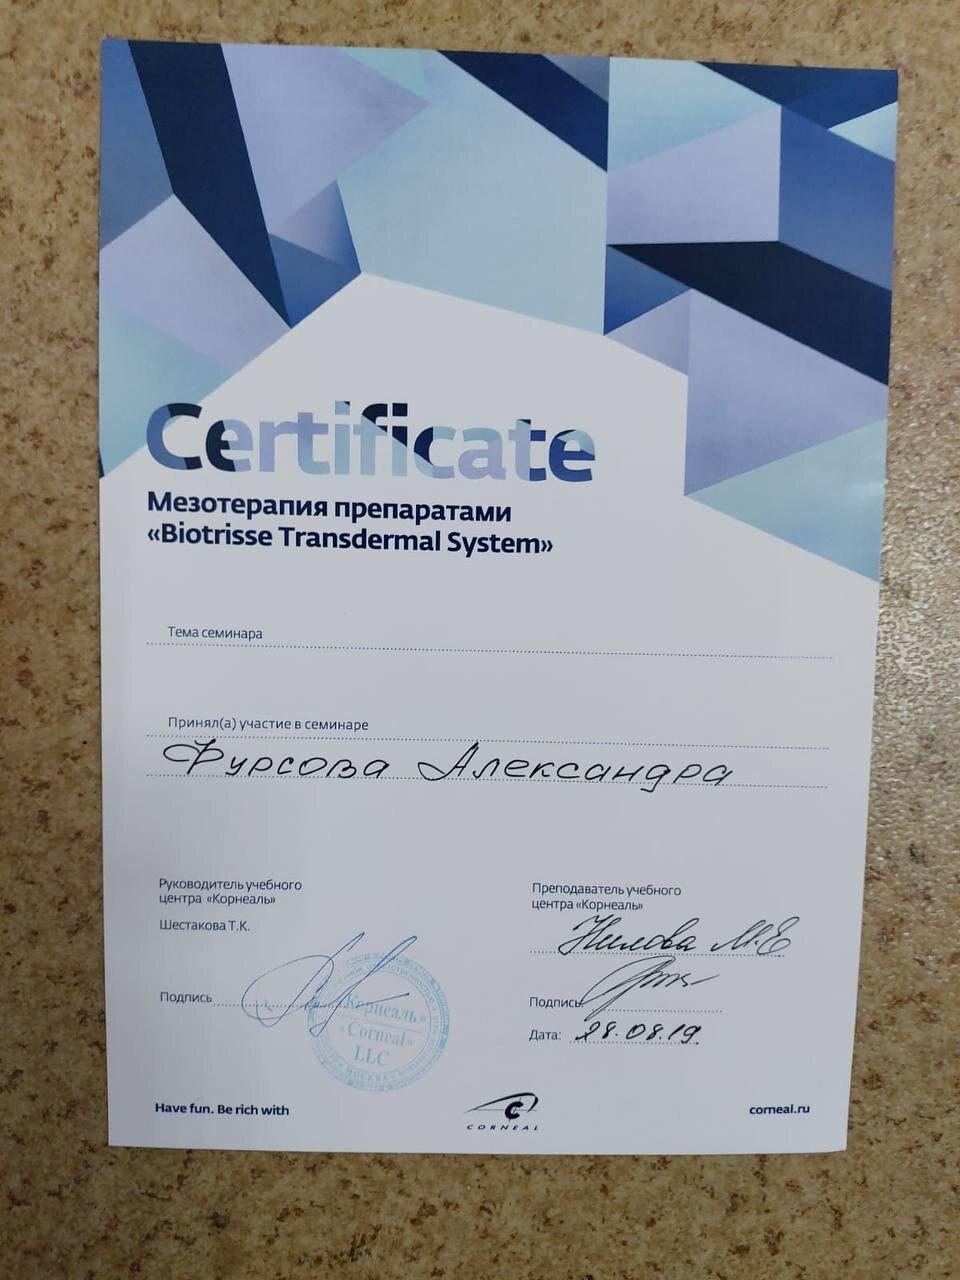 Certificate
Мезотерапия препаратами
«Biotrisse Transdermal System»
Тема семинара
Принял(а) участие в семинаре
Фурсова Александра
Руководитель учебного
центра «Корнеаль»
Шестакова Т.К.
Подпись
«Корнеаль»
«Corneal»
LLC
МОСКВА
Преподаватель учебного
центра «Корнеаль»
Нилова М.Е
Подпись:
Дата: 28.08.19
Have fun. Be rich with
CORNEAL
corneal.ru